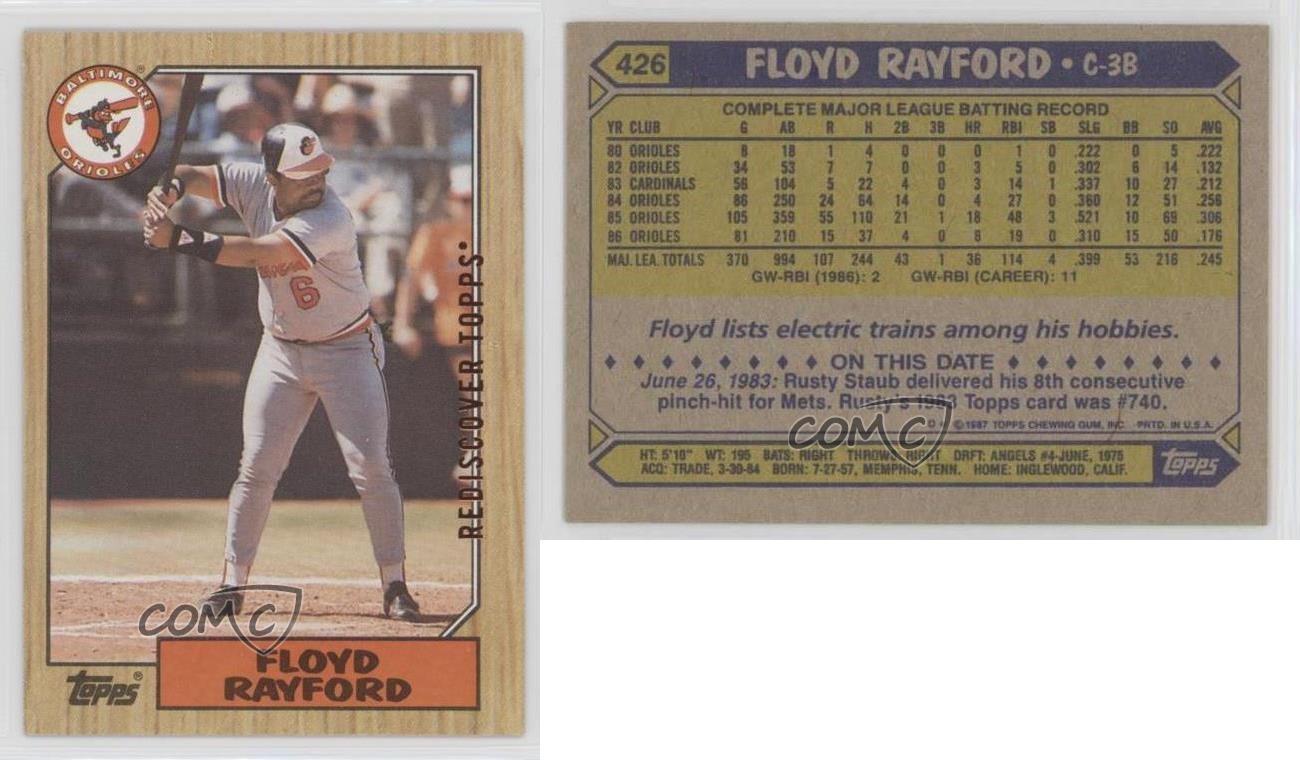 BALTIMORE
ORIOLES
REDISCOVER TOPPS®
6
COMC
topps®
FLOYD
RAYFORD
426 FLOYD RAYFORD • C-3B
COMPLETE MAJOR LEAGUE BATTING RECORD
YR CLUB G AB R H 2B 3B HR RBI SB SLG BB SO AVG
80 ORIOLES 8 18 1 4 0 0 0 1 0 .222 0 5 .222
82 ORIOLES 34 53 7 7 0 0 3 5 0 .302 6 14 .132
83 CARDINALS 56 104 5 22 4 0 3 14 1 .337 10 27 .212
84 ORIOLES 86 250 24 64 14 0 4 27 0 .360 12 51 .256
85 ORIOLES 105 359 55 110 21 1 18 48 3 .521 10 69 .306
86 ORIOLES 81 210 15 37 4 0 8 19 0 .310 15 50 .176
MAJ. LEA. TOTALS 370 994 107 244 43 1 36 114 4 .399 53 216 .245
GW-RBI (1986): 2 GW-RBI (CAREER): 11
Floyd lists electric trains among his hobbies.
ON THIS DATE
June 26, 1983: Rusty Staub delivered his 8th consecutive
pinch-hit for Mets. Rusty's 1983 Topps card was #740.
©1987 TOPPS CHEWING GUM, INC. PRTD. IN U.S.A.
COMC
HT: 5'10" WT: 195 BATS: RIGHT THROWS: RIGHT DRFT: ANGELS #4-JUNE, 1975
ACQ: TRADE, 3-30-84 BORN: 7-27-57, MEMPHIS, TENN. HOME: INGLEWOOD, CALIF.
topps